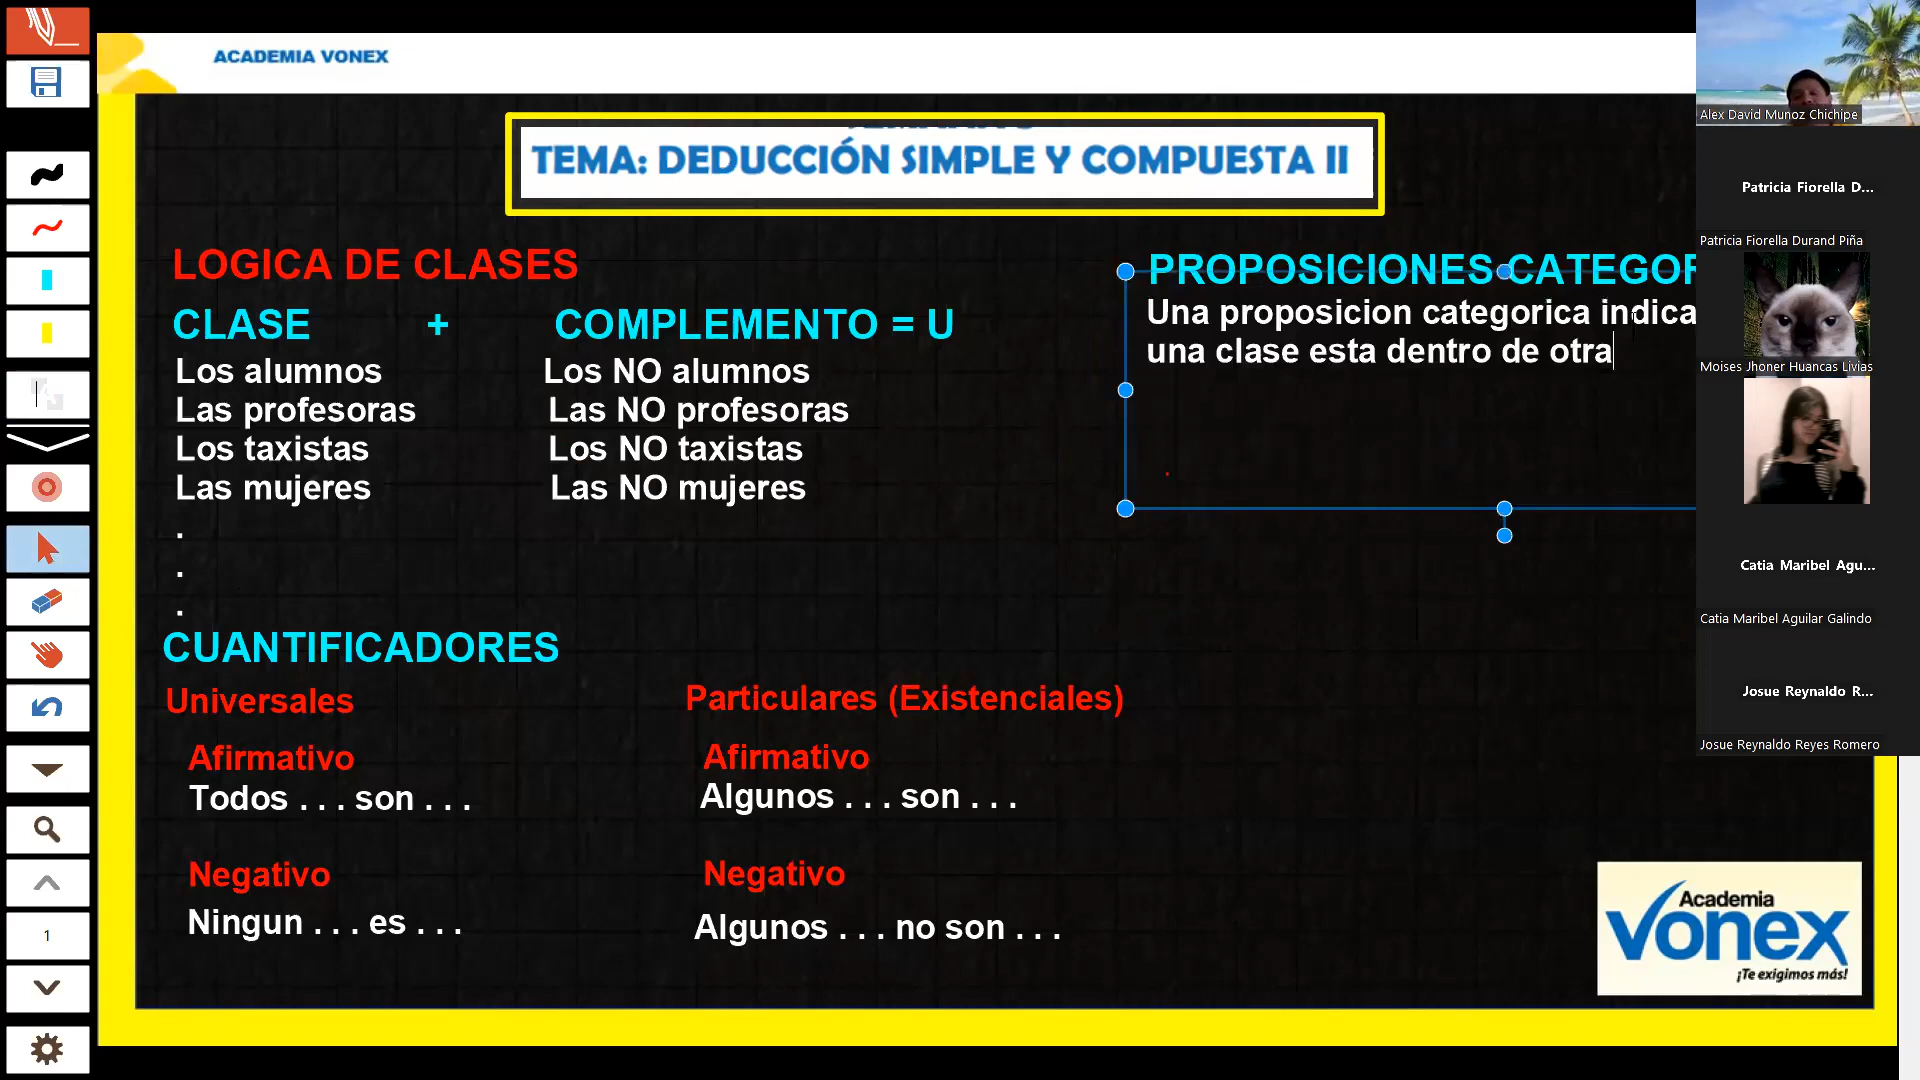 ACADEMIA VONEX
TEMA: DEDUCCIÓN SIMPLE Y COMPUESTA II
LOGICA DE CLASES
CLASE + COMPLEMENTO = U
Los alumnos Los NO alumnos
Las profesoras Las NO profesoras
Los taxistas Los NO taxistas
Las mujeres Las NO mujeres
.
.
.
CUANTIFICADORES
Universales Particulares (Existenciales)
Afirmativo Afirmativo
Todos . . . son . . . Algunos . . . son . . .
Negativo Negativo
Ningun . . . es . . . Algunos . . . no son . . .
PROPOSICIONES CATEGOR
Una proposicion categorica indica
una clase esta dentro de otra
Alex David Munoz Chichipe
Patricia Fiorella D...
Patricia Fiorella Durand Piña
Moises Jhoner Huancas Livias
Catia Maribel Agu...
Catia Maribel Aguilar Galindo
Josue Reynaldo R...
Josue Reynaldo Reyes Romero
Academia
vonex
¡Te exigimos más!
1